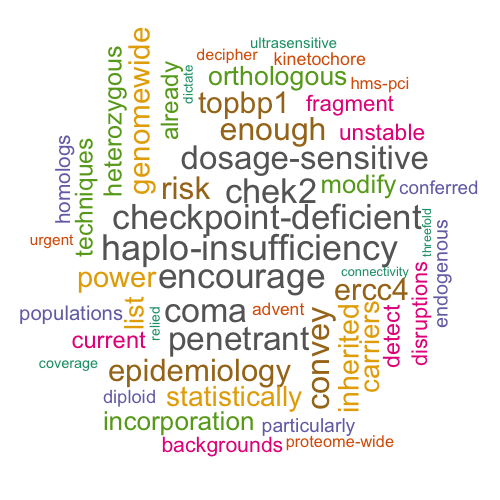 ultrasensitive
decipher
kinetochore
dictate
hms-pci
orthologous
already
genomewide
heterozygous
topbp1
fragment
enough
unstable
dosage-sensitive
homologs
techniques
risk
chek2
modify
conferred
checkpoint-deficient
threefold
endogenous
urgent
haplo-insufficiency
connectivity
power
encourage
ercc4
disruptions
detect
carriers
inherited
convey
list
relied
coma
advent
populations
current
penetrant
coverage
epidemiology
diploid
statistically
incorporation
particularly
backgrounds
proteome-wide